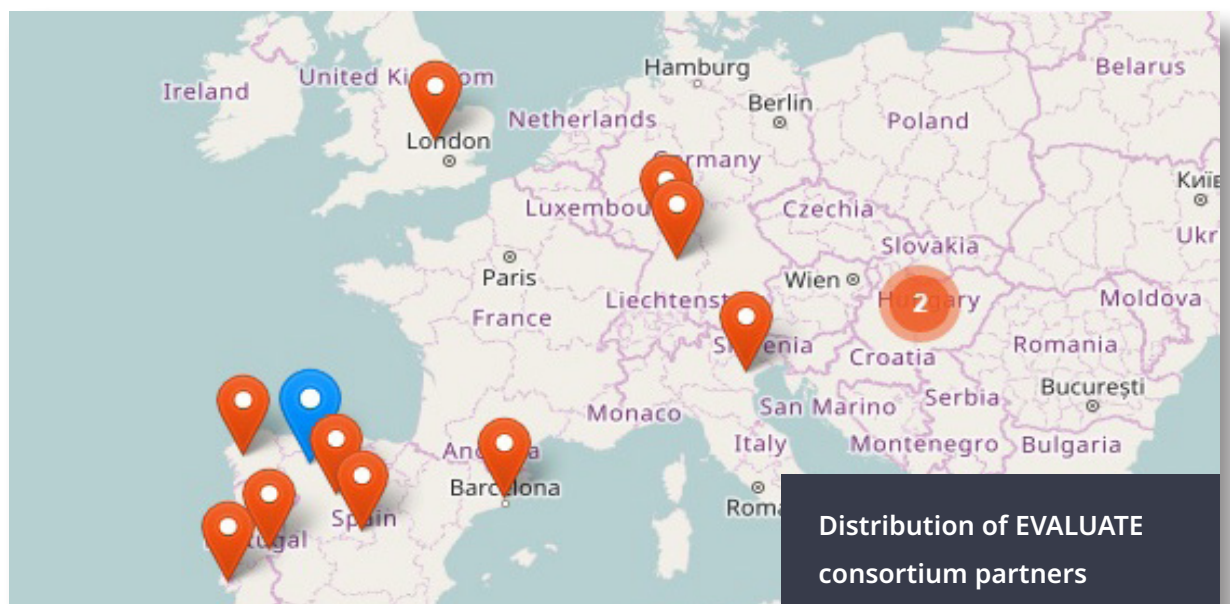 Hamburg
Belarus
United Kingdom
Ireland
Berlin
Netherlands
Poland
London
Germany
Київ
Luxembou
Czechia
Ukr
Slovakia
Paris
Wien
Liechtenst
2
Hungary
Moldova
France
Slovenia
Croatia
Romania
București
Serbia
Monaco
San Marino
Andorra
Italy
Montenegro
Bulgaria
Barcelona
Roma
Spain
Portugal
Distribution of EVALUATE
consortium partners